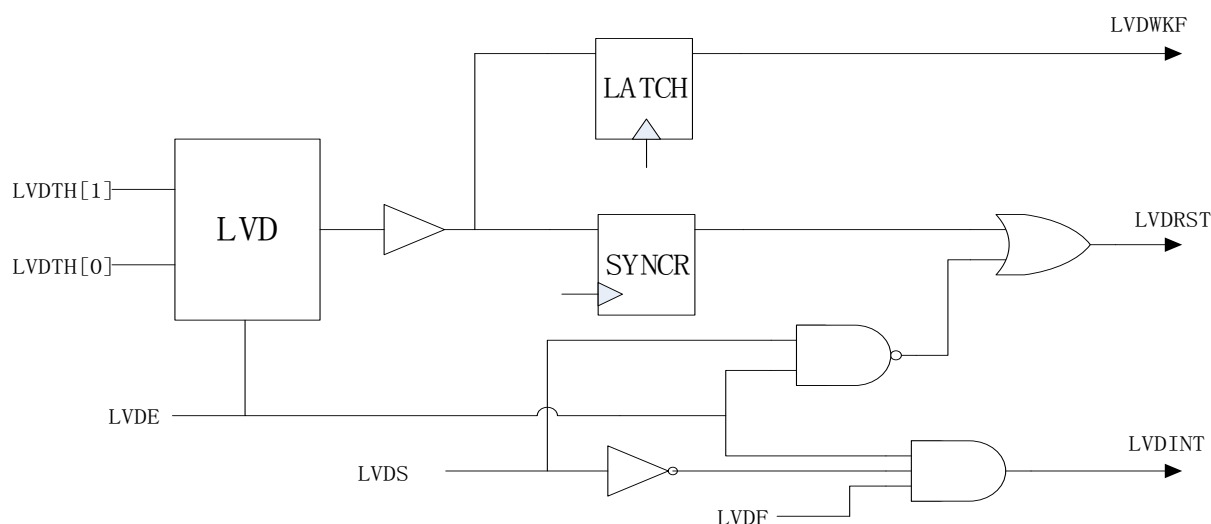 LVDWKF
LATCH
LVDTH[1]
LVD
LVDRST
LVDTH[0]
SYNCR
LVDE
LVDINT
LVDS
LVDF